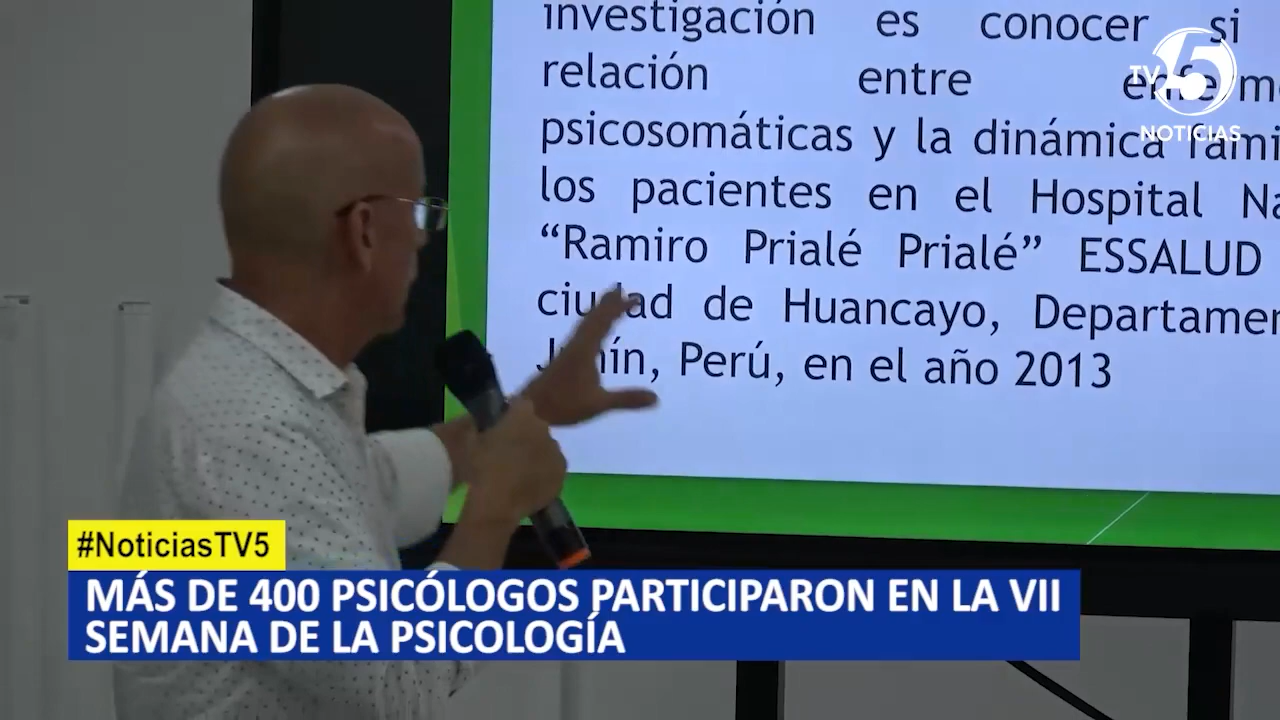 investigación es conocer si
relación entre
psicosomáticas y la dinámica
los pacientes en el Hospital
“Ramiro Prialé Prialé” ESSALUD
ciudad de Huancayo,
Junín, Perú, en el año 2013
TV5
NOTICIAS
#NoticiasTV5
MÁS DE 400 PSICÓLOGOS PARTICIPARON EN LA VII
SEMANA DE LA PSICOLOGÍA